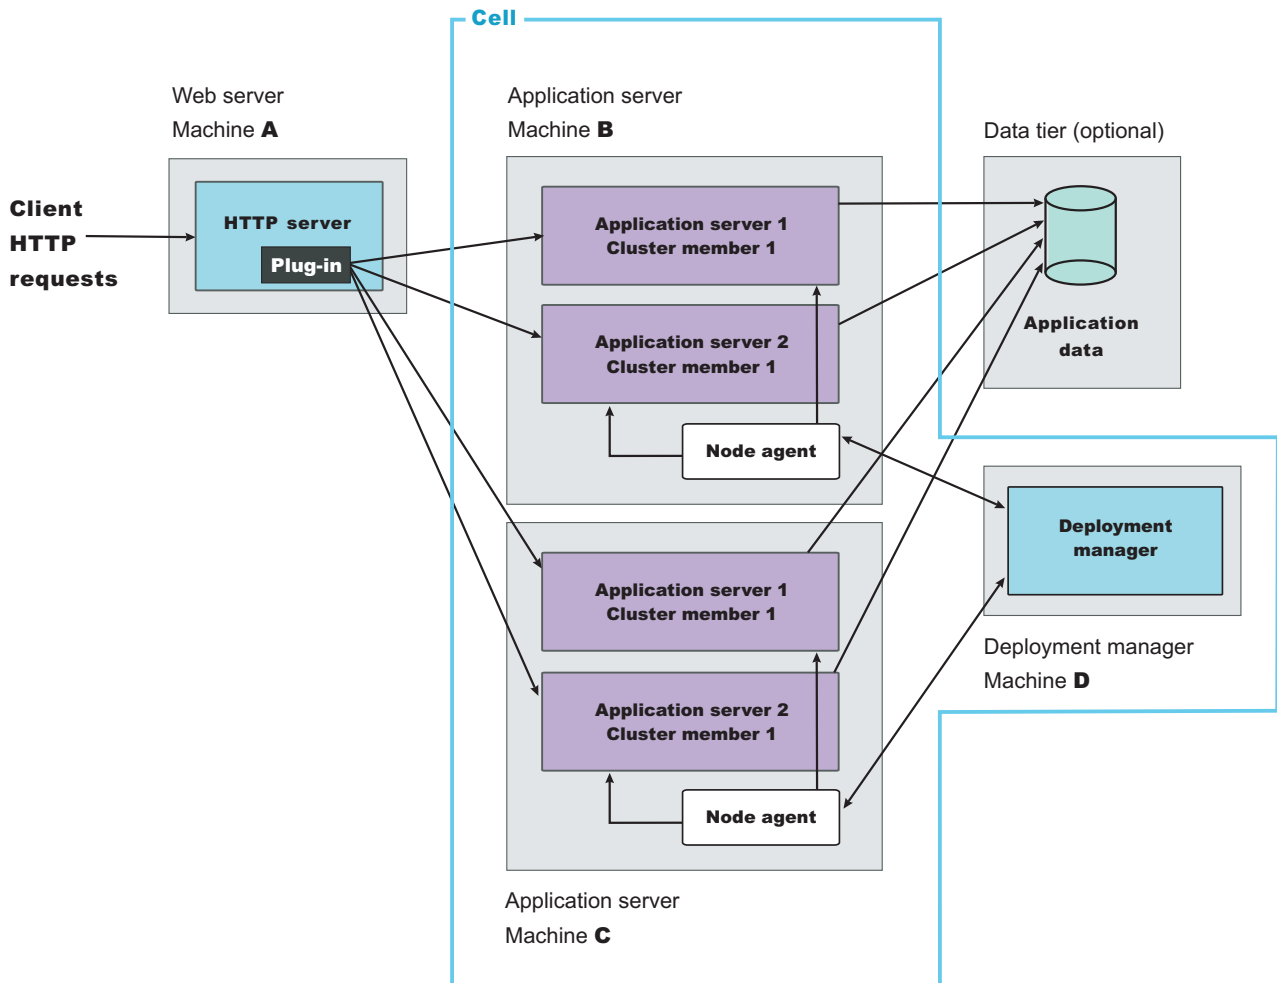 Cell
Web server
Machine A
Application server
Machine B
Data tier (optional)
Client
HTTP
requests
HTTP server
Plug-in
Application server 1
Cluster member 1
Application server 2
Cluster member 1
Node agent
Application
data
Application server 1
Cluster member 1
Application server 2
Cluster member 1
Node agent
Deployment
manager
Deployment manager
Machine D
Application server
Machine C